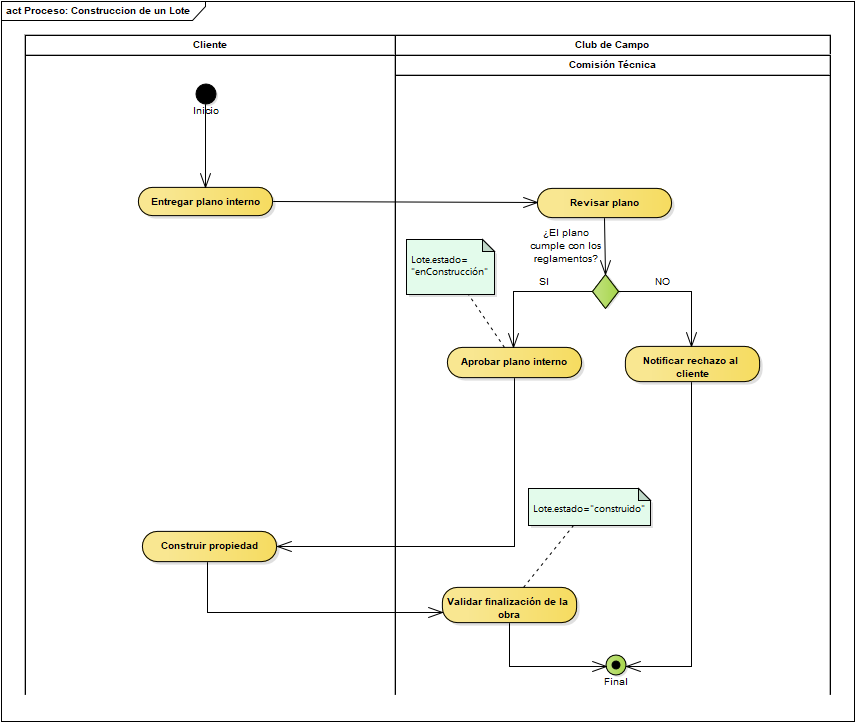 act Proceso: Construccion de un Lote
Cliente
Club de Campo
Comisión Técnica
Inicio
Entregar plano interno
Revisar plano
¿El plano
cumple con los
reglamentos?
Lote.estado=
"enConstrucción"
SI
NO
Aprobar plano interno
Notificar rechazo al
cliente
Lote.estado="construido"
Construir propiedad
Validar finalización de la
obra
Final